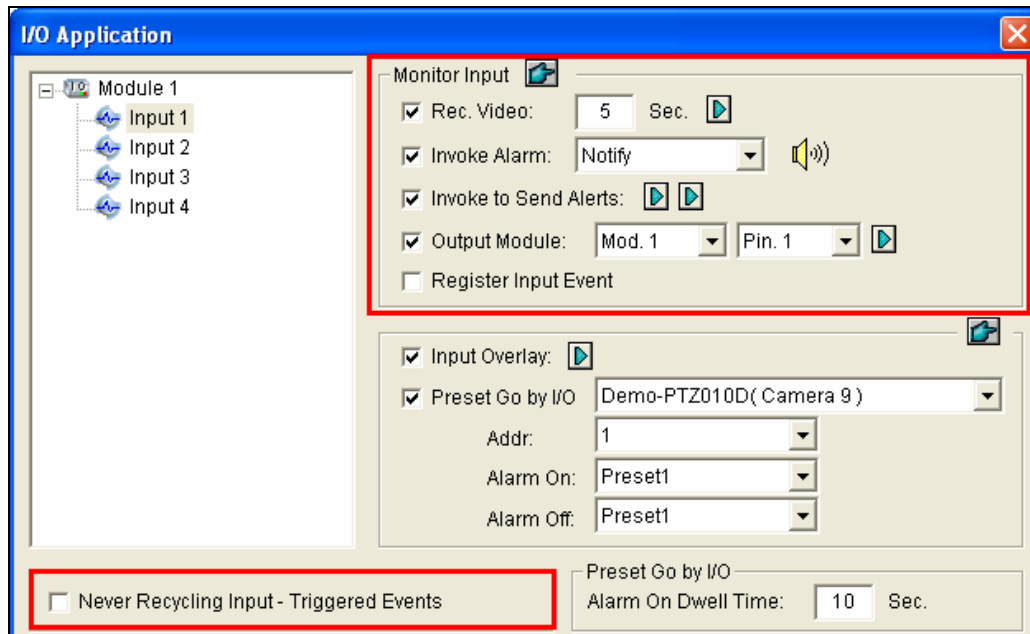 I/O Application
Module 1
Input 1
Input 2
Input 3
Input 4
Monitor Input
Rec. Video: 5 Sec.
Invoke Alarm: Notify
Invoke to Send Alerts:
Output Module: Mod. 1 Pin. 1
Register Input Event
Input Overlay:
Preset Go by I/O Demo-PTZ010D( Camera 9 )
Addr: 1
Alarm On: Preset1
Alarm Off: Preset1
Never Recycling Input - Triggered Events
Preset Go by I/O
Alarm On Dwell Time: 10 Sec.